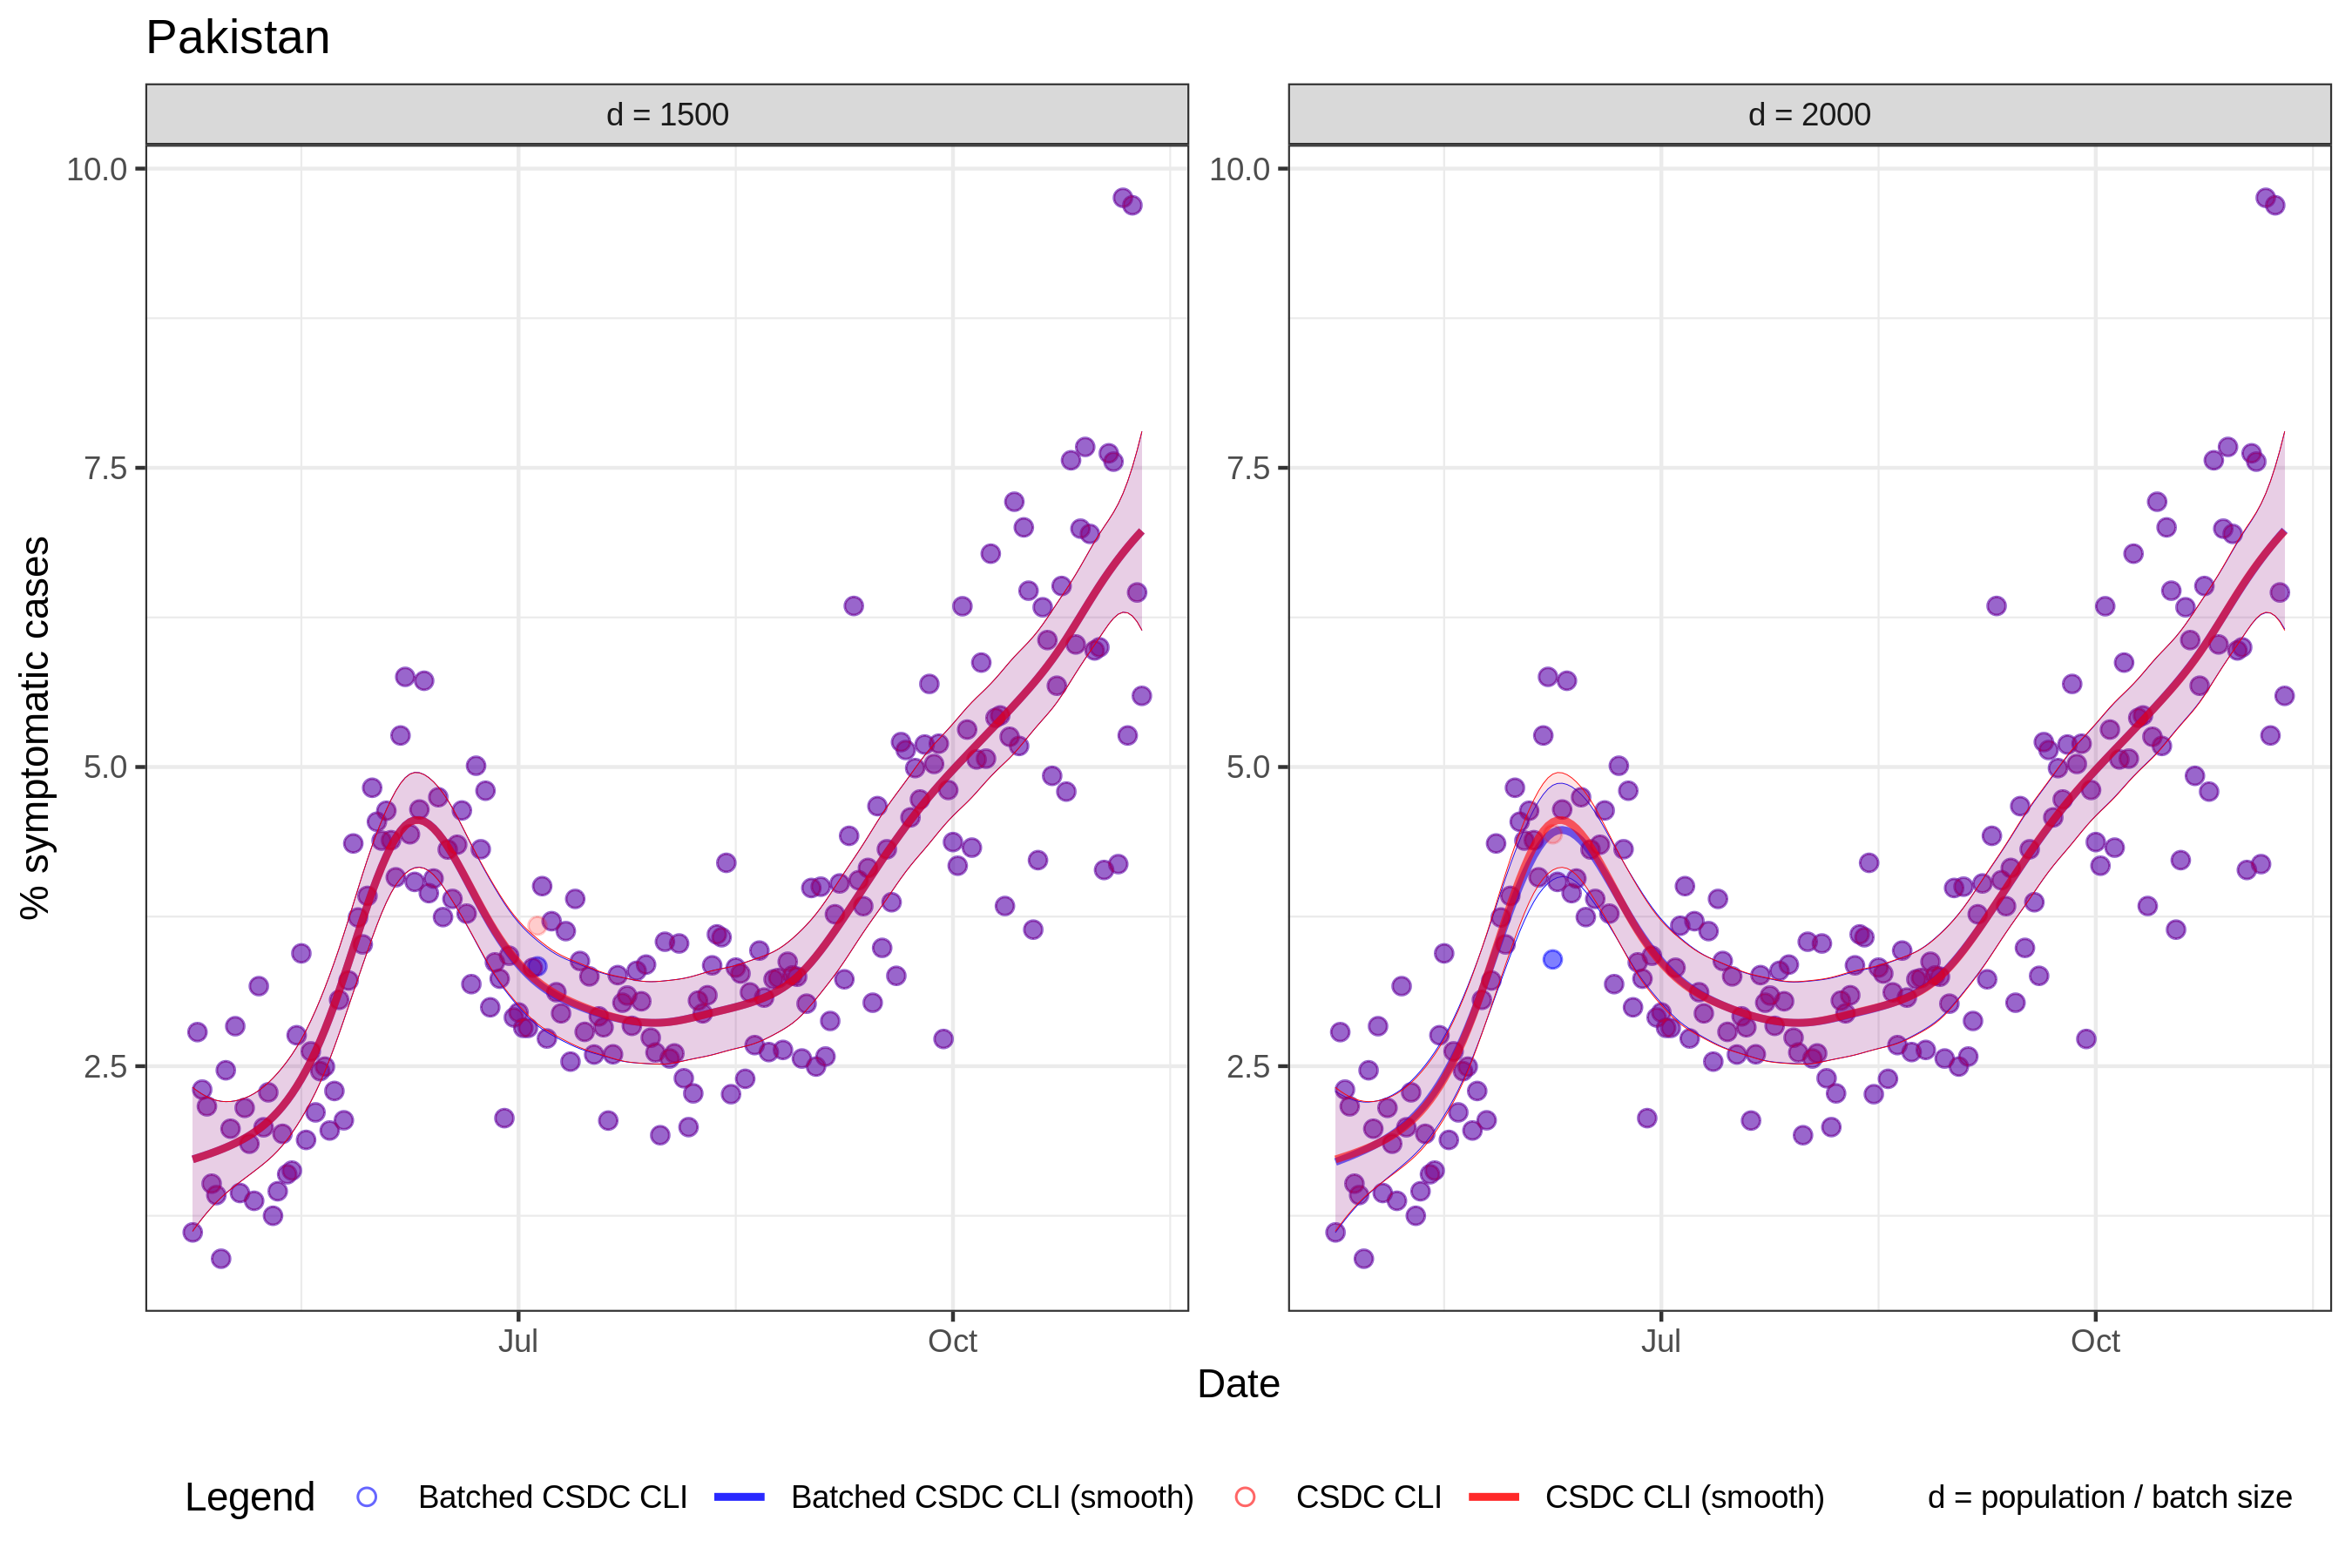 Pakistan
d = 1500
d = 2000
10.0
7.5
5.0
2.5
10.0
7.5
5.0
2.5
% symptomatic cases
Jul
Oct
Jul
Oct
Date
Legend
Batched CSDC CLI
Batched CSDC CLI (smooth)
CSDC CLI
CSDC CLI (smooth)
d = population / batch size